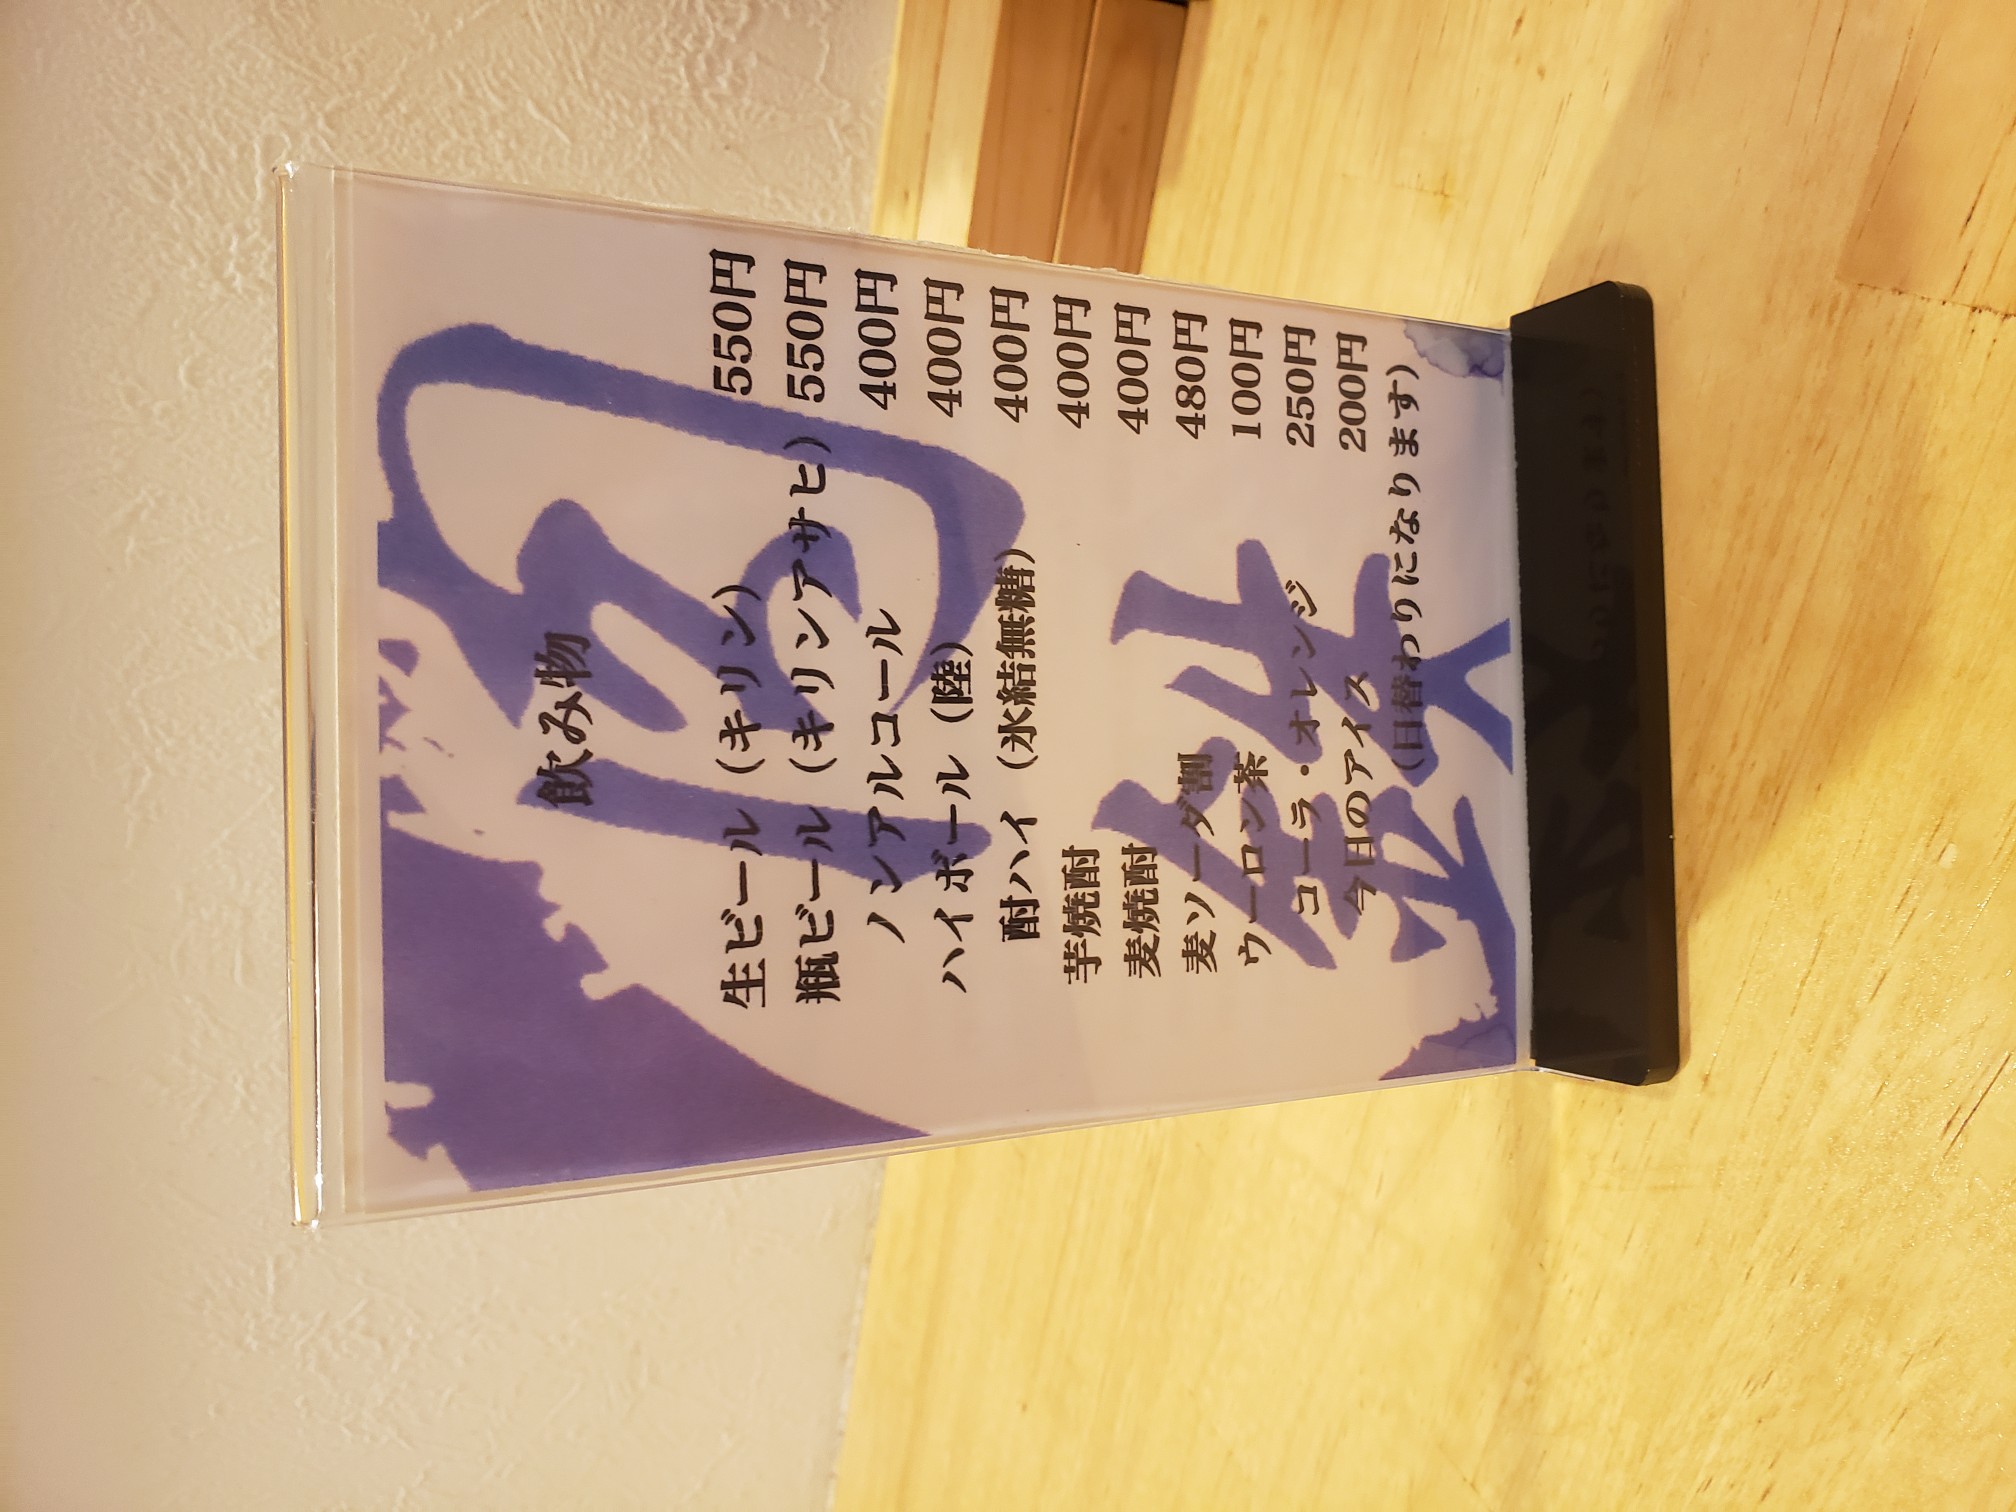 飲み物
生ビール（キリン） 550円
瓶ビール（キリンアサヒ） 550円
ノンアルコール 400円
ハイボール（陸） 400円
酎ハイ（氷結無糖） 400円
芋焼酎 400円
麦焼酎 400円
麦ソーダ割 480円
ウーロン茶 100円
コーラ・オレンジ 250円
今日のアイス 200円
（日替わりになります）